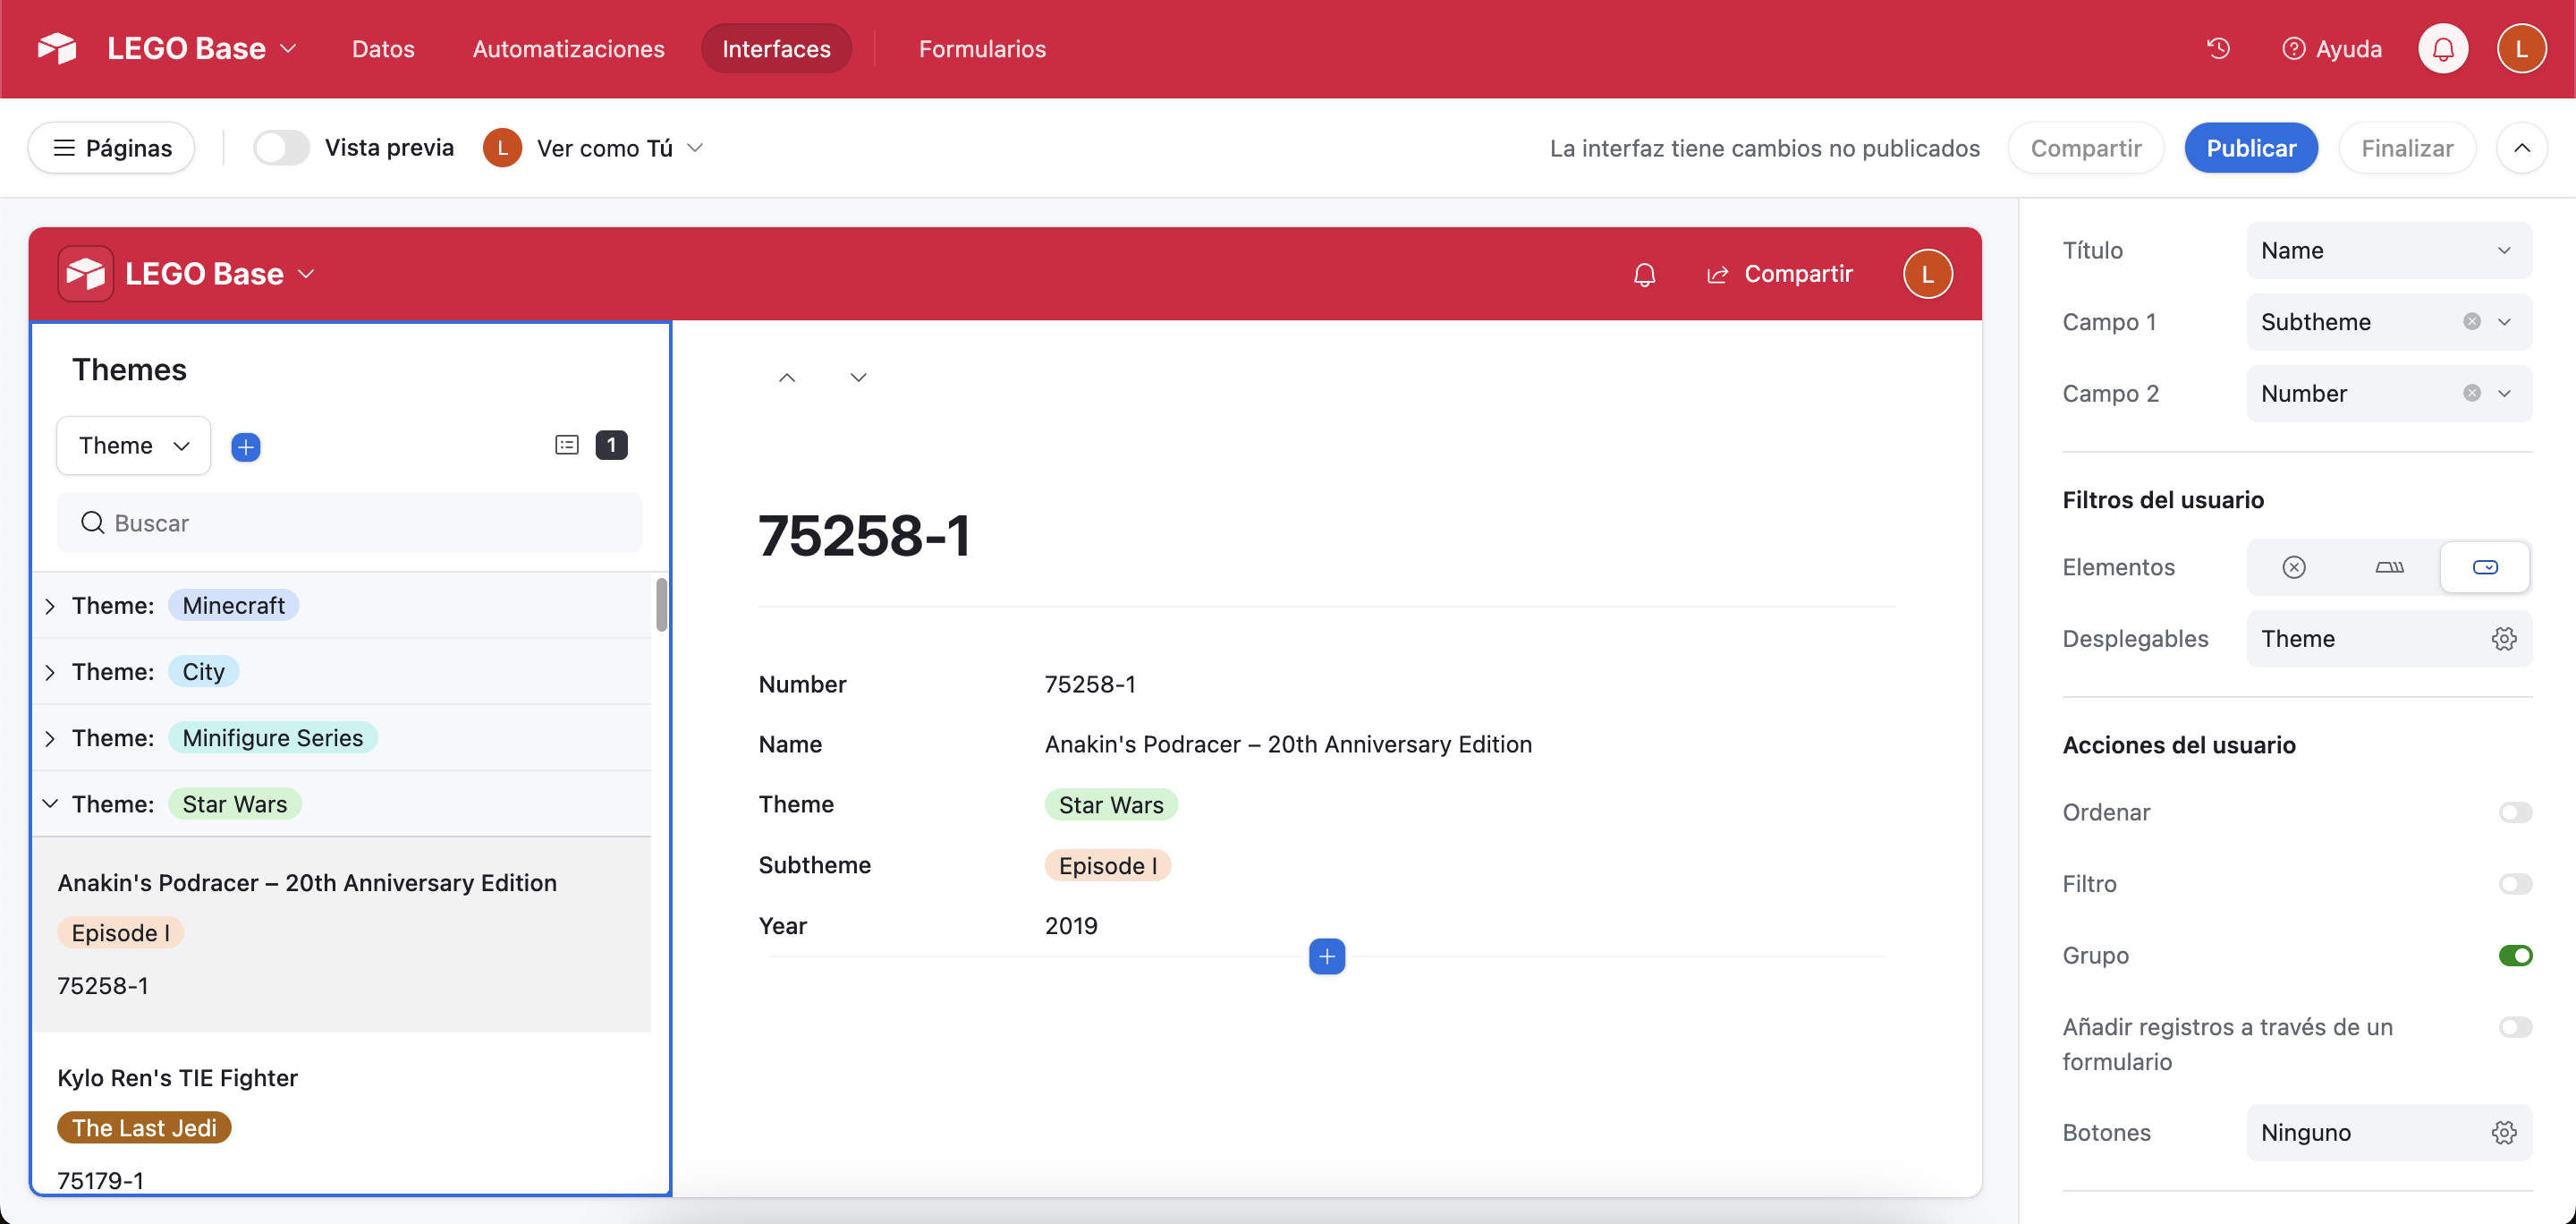 LEGO Base
Datos
Automatizaciones
Interfaces
Formularios
Ayuda
L
Páginas
Vista previa
L
Ver como Tú
La interfaz tiene cambios no publicados
Compartir
Publicar
Finalizar
LEGO Base
Compartir
L
Themes
Theme
1
Buscar
Theme: Minecraft
Theme: City
Theme: Minifigure Series
Theme: Star Wars
Anakin's Podracer – 20th Anniversary Edition
Episode I
75258-1
Kylo Ren's TIE Fighter
The Last Jedi
75179-1
75258-1
Number 75258-1
Name Anakin's Podracer – 20th Anniversary Edition
Theme Star Wars
Subtheme Episode I
Year 2019
Título Name
Campo 1 Subtheme
Campo 2 Number
Filtros del usuario
Elementos
Desplegables Theme
Acciones del usuario
Ordenar
Filtro
Grupo
Añadir registros a través de un
formulario
Botones Ninguno